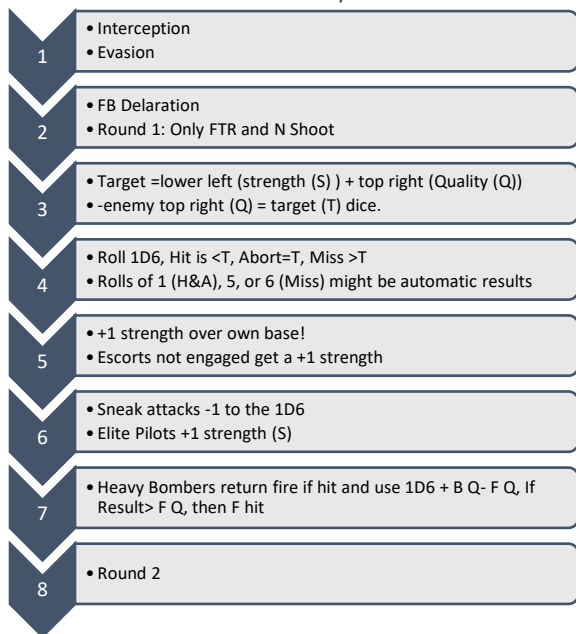 1
• Interception
• Evasion
2
• FB Delaration
• Round 1: Only FTR and N Shoot
3
• Target =lower left (strength (S) ) + top right (Quality (Q))
• -enemy top right (Q) = target (T) dice.
4
• Roll 1D6, Hit is <T, Abort=T, Miss >T
• Rolls of 1 (H&A), 5, or 6 (Miss) might be automatic results
5
• +1 strength over own base!
• Escorts not engaged get a +1 strength
6
• Sneak attacks -1 to the 1D6
• Elite Pilots +1 strength (S)
7
• Heavy Bombers return fire if hit and use 1D6 + B Q- F Q, If
Result> F Q, then F hit
8
• Round 2